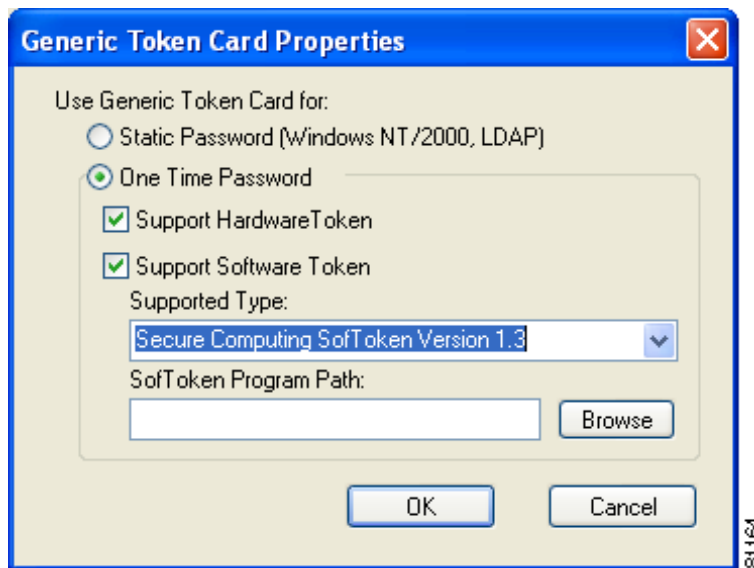 Generic Token Card Properties
Use Generic Token Card for:
Static Password (Windows NT/2000, LDAP)
One Time Password
Support HardwareToken
Support Software Token
Supported Type:
Secure Computing SofToken Version 1.3
SofToken Program Path:
Browse
OK
Cancel